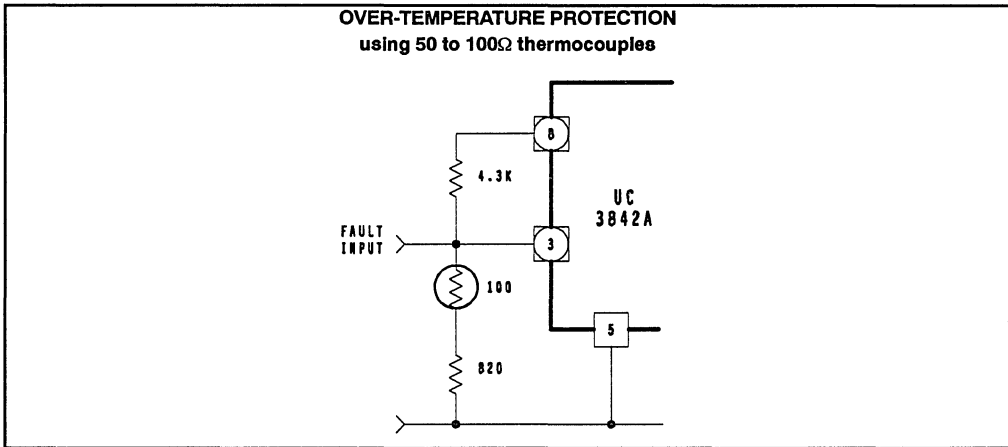 OVER-TEMPERATURE PROTECTION
using 50 to 100Ω thermocouples
8
4.3K
UC
3842A
FAULT
INPUT
3
100
5
820